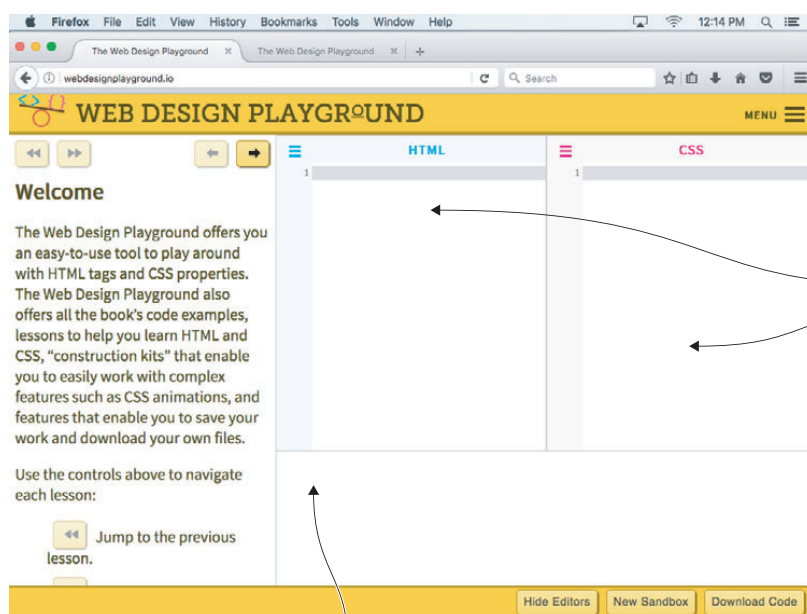 Firefox File Edit View History Bookmarks Tools Window Help 12:14 PM
The Web Design Playground × The Web Design Playground × +
webdesignplayground.io Search
WEB DESIGN PLAYGROUND MENU
HTML CSS
1 1
Welcome
The Web Design Playground offers you
an easy-to-use tool to play around
with HTML tags and CSS properties.
The Web Design Playground also
offers all the book's code examples,
lessons to help you learn HTML and
CSS, “construction kits” that enable
you to easily work with complex
features such as CSS animations, and
features that enable you to save your
work and download your own files.
Use the controls above to navigate
each lesson:
Jump to the previous
lesson.
Hide Editors New Sandbox Download Code